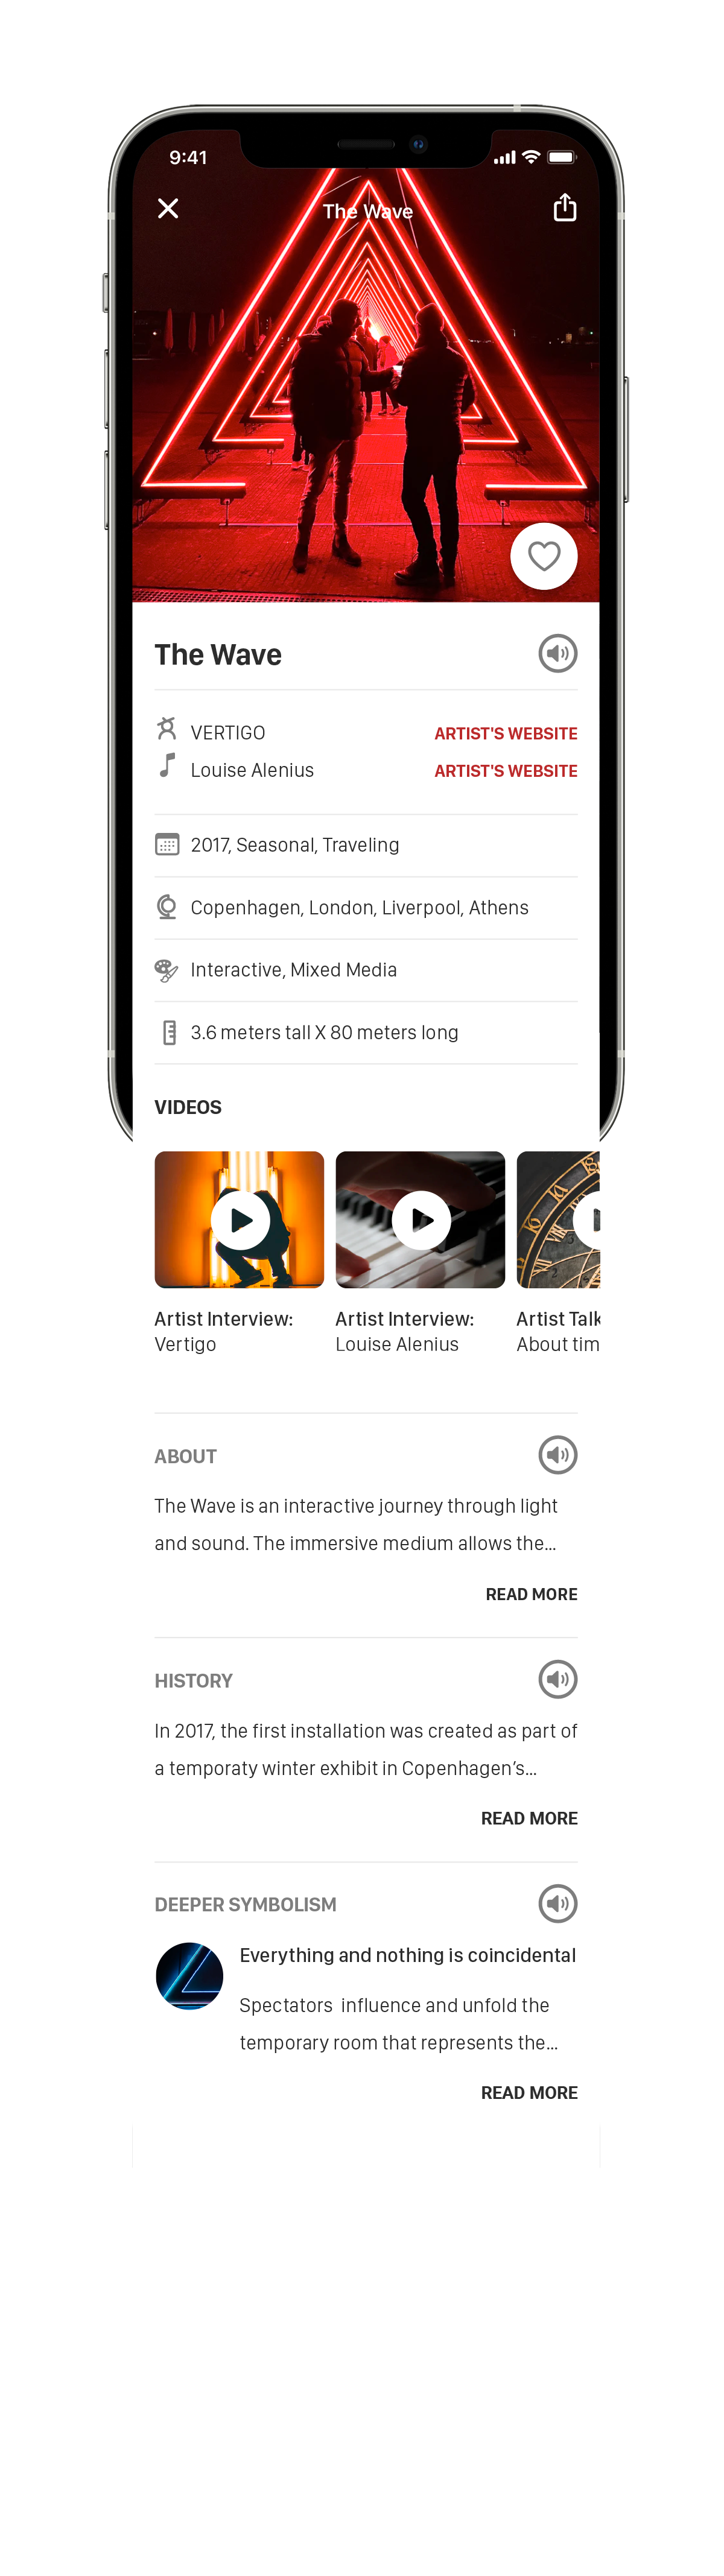 9:41
The Wave
The Wave
VERTIGO
ARTIST'S WEBSITE
Louise Alenius
ARTIST'S WEBSITE
2017, Seasonal, Traveling
Copenhagen, London, Liverpool, Athens
Interactive, Mixed Media
3.6 meters tall X 80 meters long
VIDEOS
Artist Interview:
Vertigo
Artist Interview:
Louise Alenius
Artist Talk
About tim
ABOUT
The Wave is an interactive journey through light
and sound. The immersive medium allows the...
READ MORE
HISTORY
In 2017, the first installation was created as part of
a temporaty winter exhibit in Copenhagen's...
READ MORE
DEEPER SYMBOLISM
Everything and nothing is coincidental
Spectators  influence and unfold the
temporary room that represents the...
READ MORE